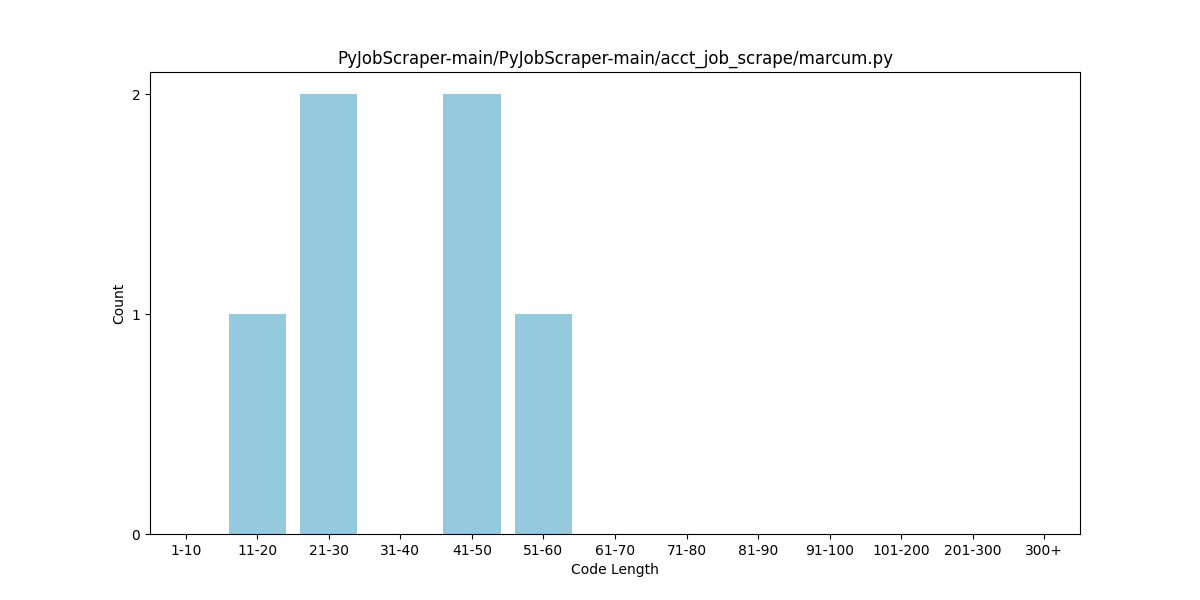 PyJobScraper-main/PyJobScraper-main/acct_job_scrape/marcum.py
2
1
0
Count
1-10 11-20 21-30 31-40 41-50 51-60 61-70 71-80 81-90 91-100 101-200 201-300 300+
Code Length